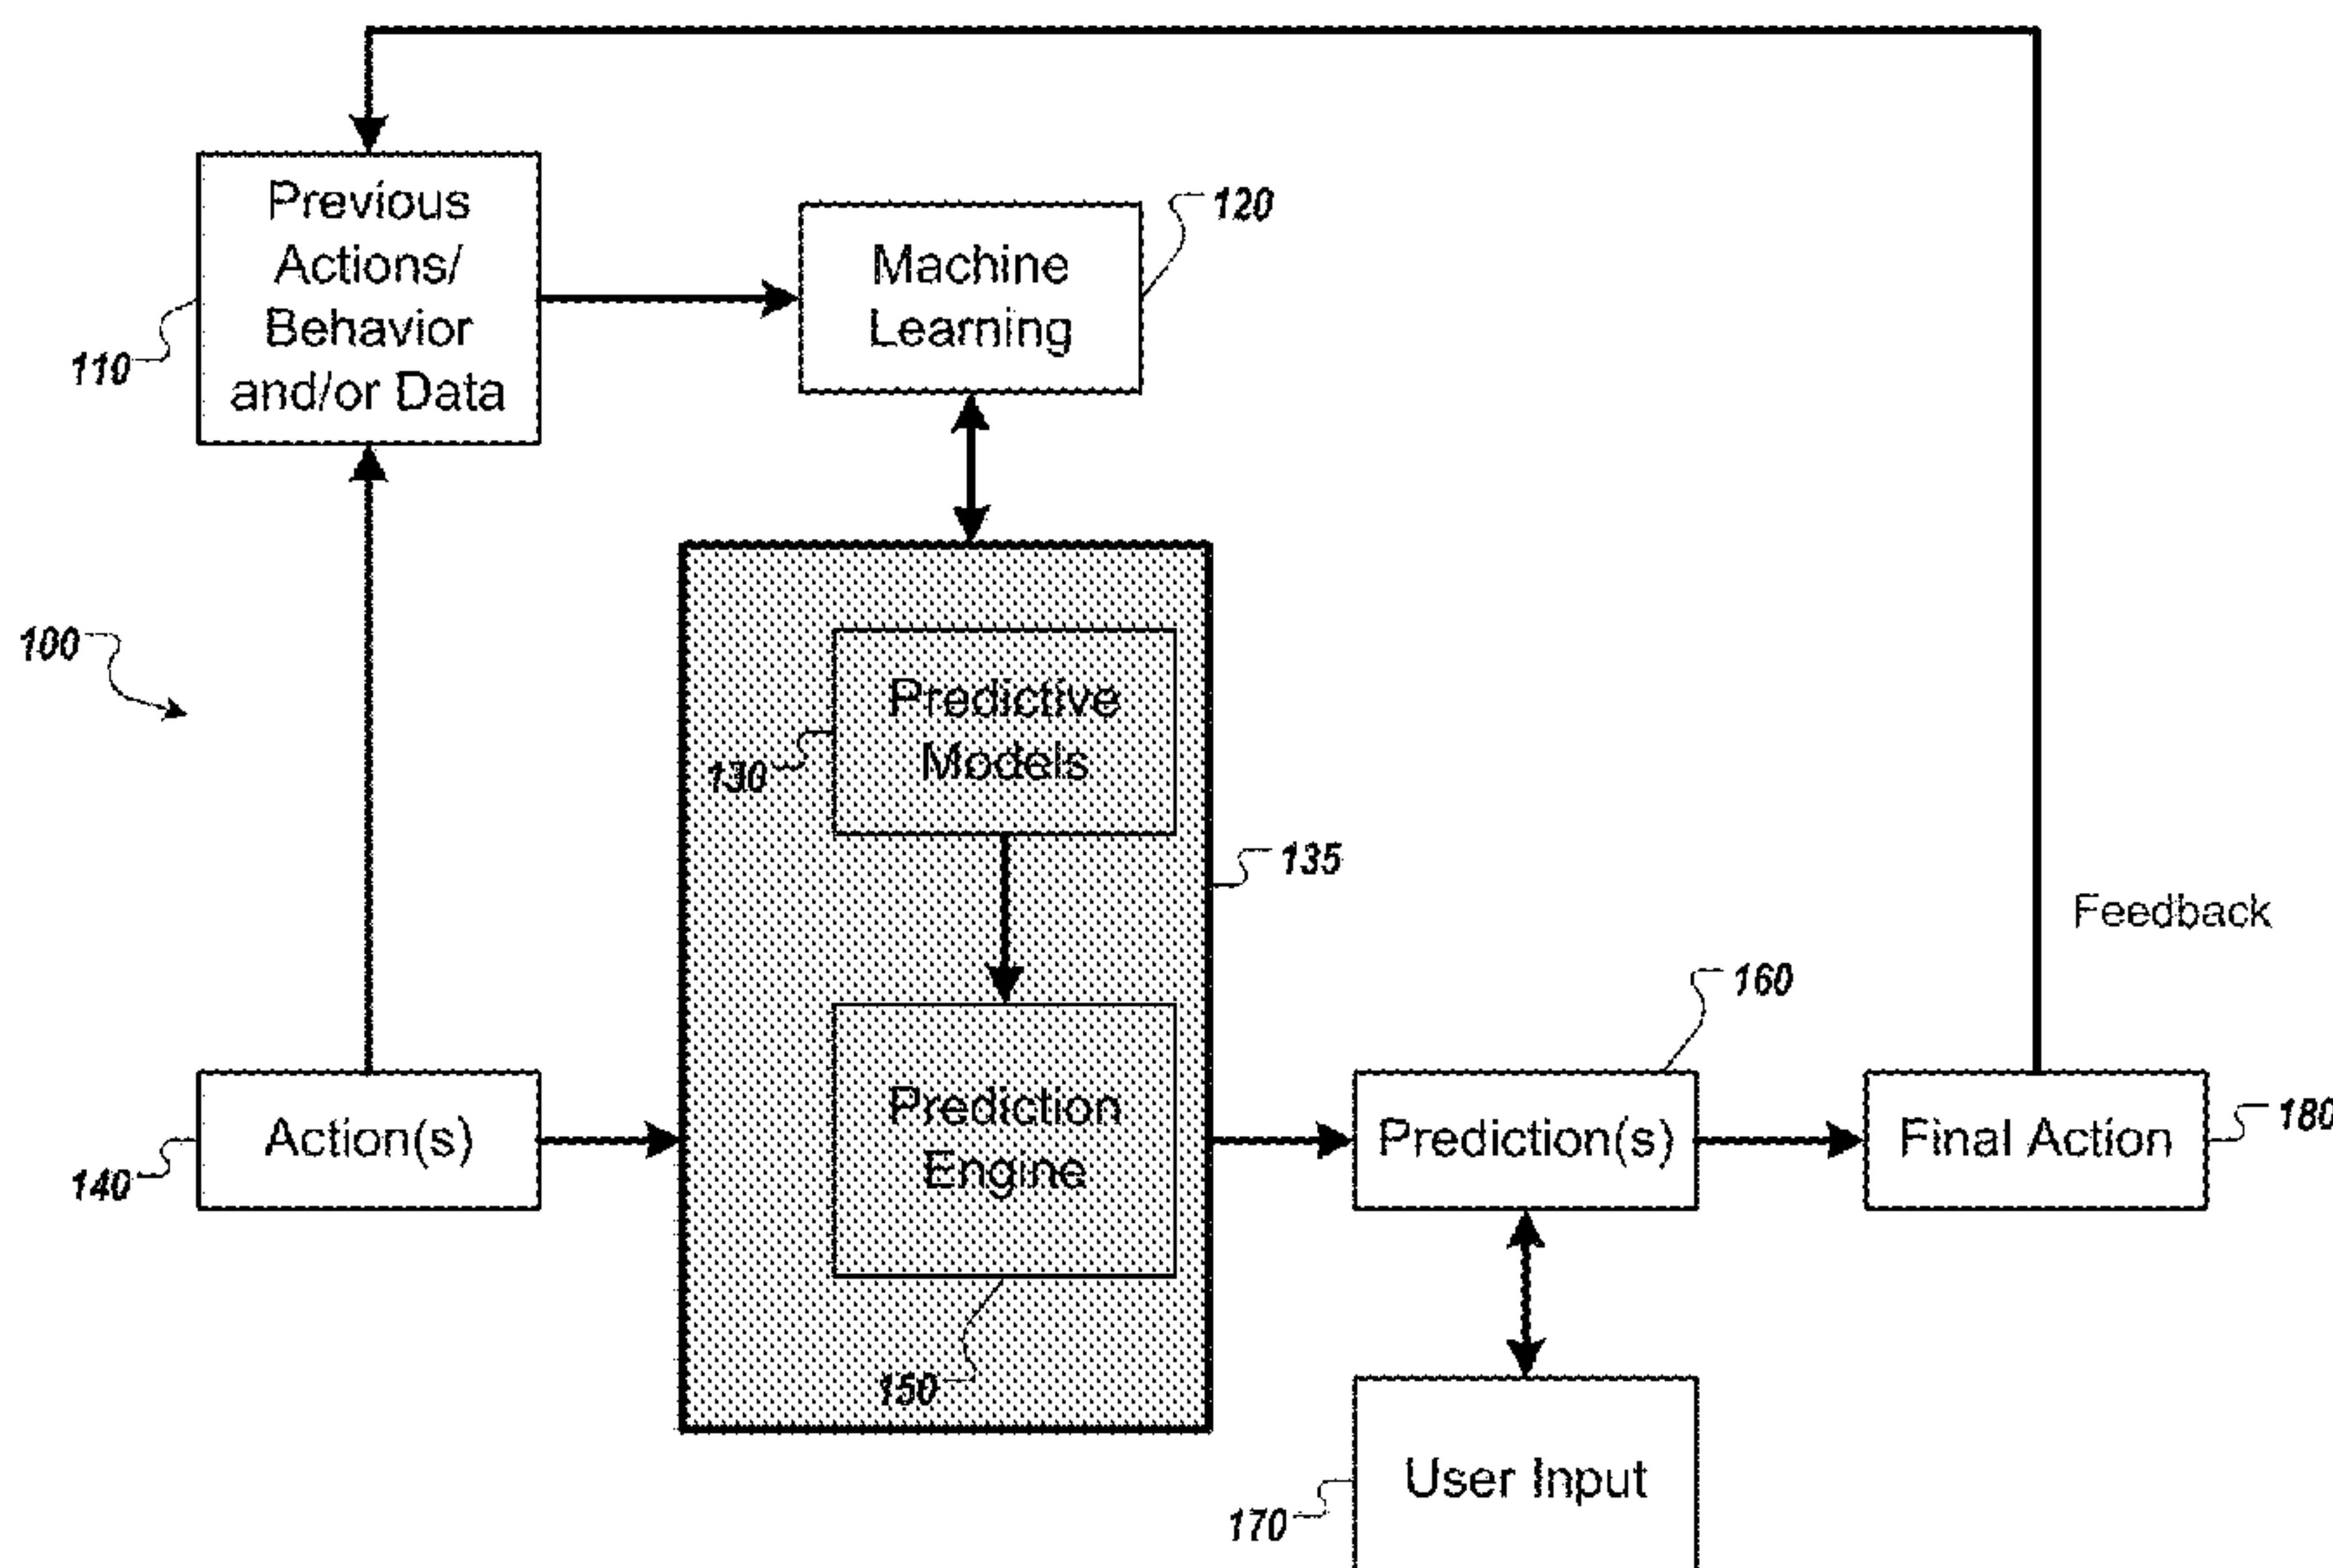 Previous
Actions/
Behavior
and/or Data
110
Machine
Learning
120
100
Predictive
Models
130
135
Feedback
Action(s)
140
Prediction
Engine
150
160
Prediction(s)
Final Action
180
User Input
170